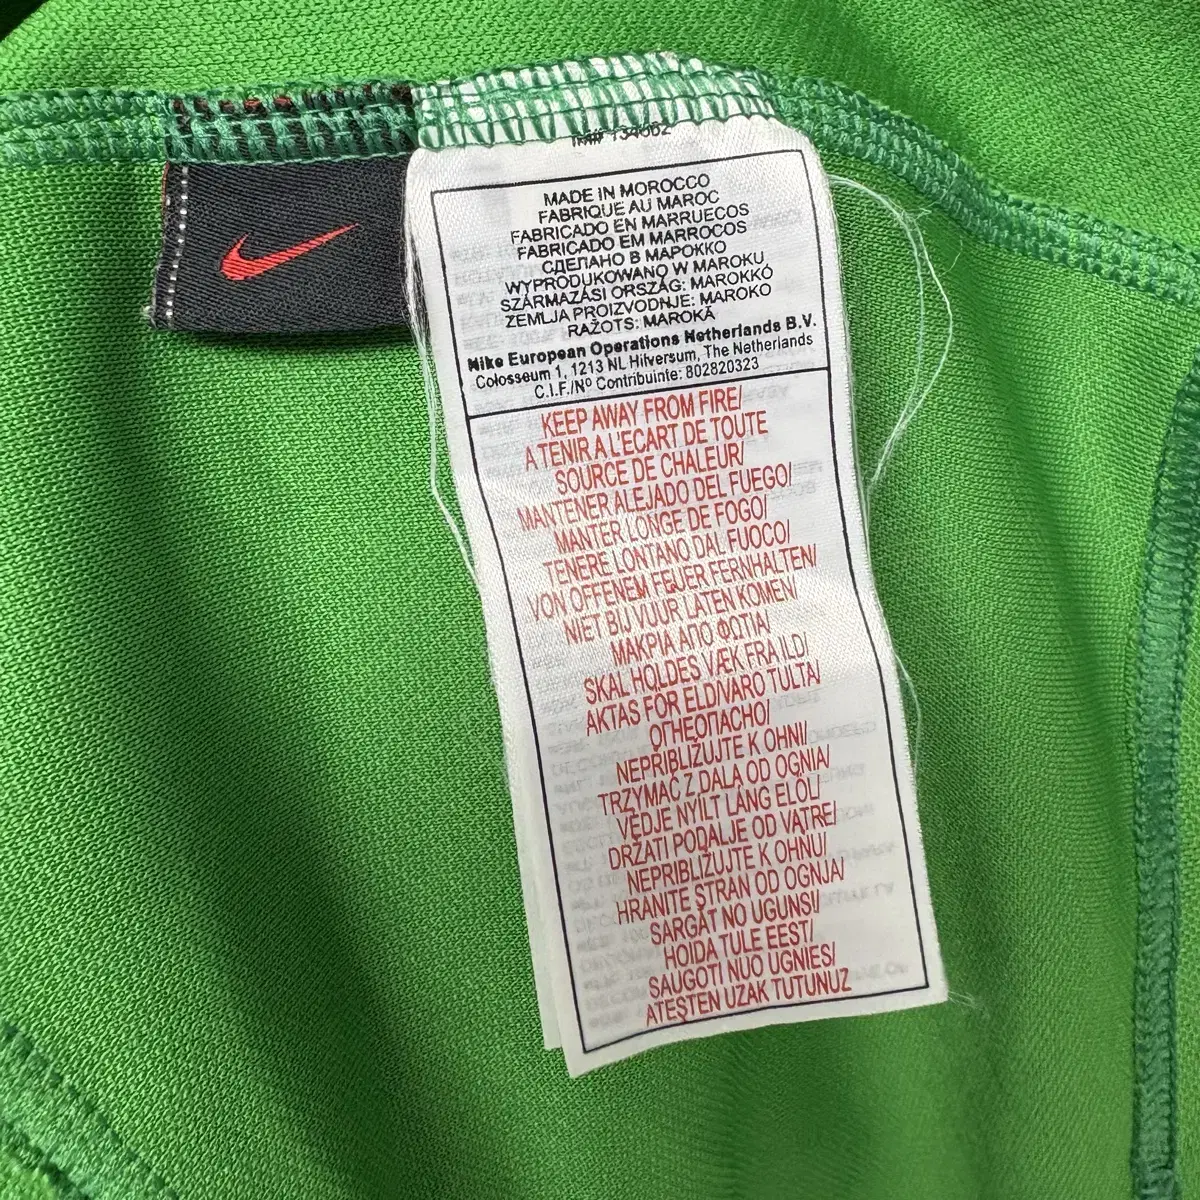 MADE IN MOROCCO
FABRIQUE AU MAROC
FABRICADO EN MARRUECOS
FABRICADO EM MARROCOS
СДЕЛАНО В МАРОККО
WYPRODUKOWANO W MAROKU
SZÁRMAZÁSI ORSZÁG: MAROKKÓ
ZEMLJA PROIZVODNJE: MAROKO
RAŽOTS: MAROKĀ
Nike European Operations Netherlands B.V.
Colosseum 1, 1213 NL Hilversum, The Netherlands
C.I.F./Nº Contribuinte: 802820323
KEEP AWAY FROM FIRE/
A TENIR A L'ECART DE TOUTE
SOURCE DE CHALEUR/
MANTENER ALEJADO DEL FUEGO/
MANTER LONGE DE FOGO/
TENERE LONTANO DAL FUOCO/
VON OFFENEM FEUER FERNHALTEN/
NIET BIJ VUUR LATEN KOMEN/
ΜΑΚΡΙΑ ΑΠΟ ΦΩΤΙΑ/
SKAL HOLDES VÆK FRA ILD/
AKTAS FÖR ELD/VARO TULTA/
ОГНЕОПАСНО/
NEPRIBLIŽUJTE K OHNI/
TRZYMAĆ Z DALA OD OGNIA/
VÉDJE NYÍLT LÁNG ELŐL/
DRŽATI PODALJE OD VATRE/
NEPRIBLIŽUJTE K OHŇU/
HRANITE STRAN OD OGNJA/
SARGĀT NO UGUNS/
HOIDA TULE EEST/
SAUGOTI NUO UGNIES/
ATEŞTEN UZAK TUTUNUZ